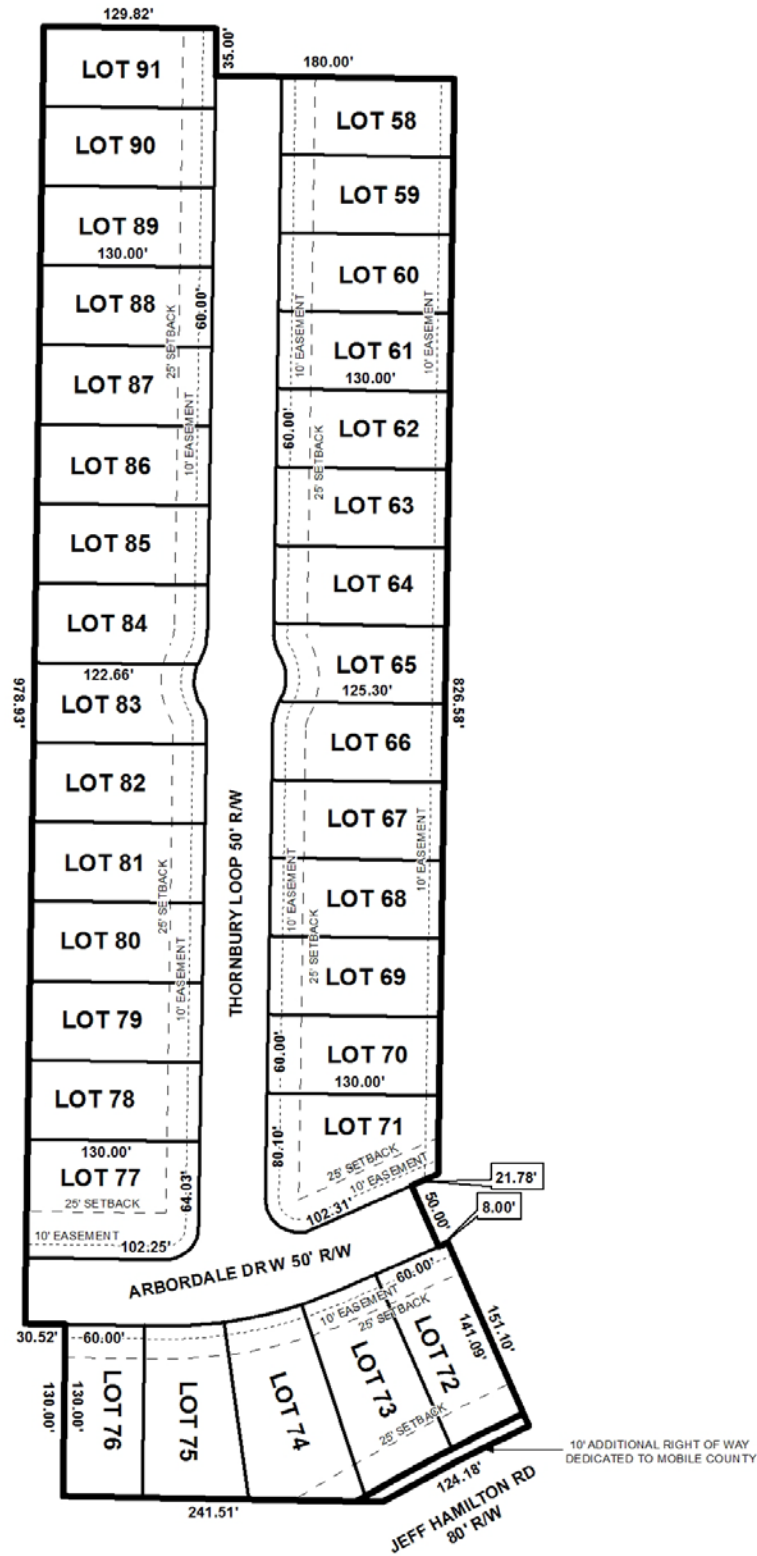 129.82'
35.00'
180.00'
LOT 91
LOT 58
LOT 90
LOT 59
LOT 89
130.00'
LOT 60
LOT 88
60.00'
25' SETBACK
10' EASEMENT
10' EASEMENT
LOT 61
130.00'
LOT 87
60.00'
LOT 62
10' EASEMENT
25' SETBACK
LOT 86
LOT 63
LOT 85
LOT 64
LOT 84
122.66'
LOT 65
125.30'
978.93'
826.58'
LOT 83
LOT 66
LOT 82
LOT 67
THORNBURY LOOP 50' R/W
10' EASEMENT
LOT 81
25' SETBACK
10' EASEMENT
LOT 68
LOT 80
25' SETBACK
10' EASEMENT
LOT 69
LOT 79
60.00'
LOT 70
130.00'
LOT 78
130.00'
LOT 71
80.10'
LOT 77
64.03'
25' SETBACK
25' SETBACK
10' EASEMENT
21.78'
102.31'
50.00'
8.00'
10' EASEMENT
102.25'
ARBORDALE DR W 50' R/W
60.00'
10' EASEMENT
25' SETBACK
30.52'
60.00'
151.10'
141.09'
LOT 72
LOT 73
130.00'
130.00'
LOT 76
LOT 75
LOT 74
25' SETBACK
10' ADDITIONAL RIGHT OF WAY
DEDICATED TO MOBILE COUNTY
124.18'
241.51'
JEFF HAMILTON RD
80' R/W